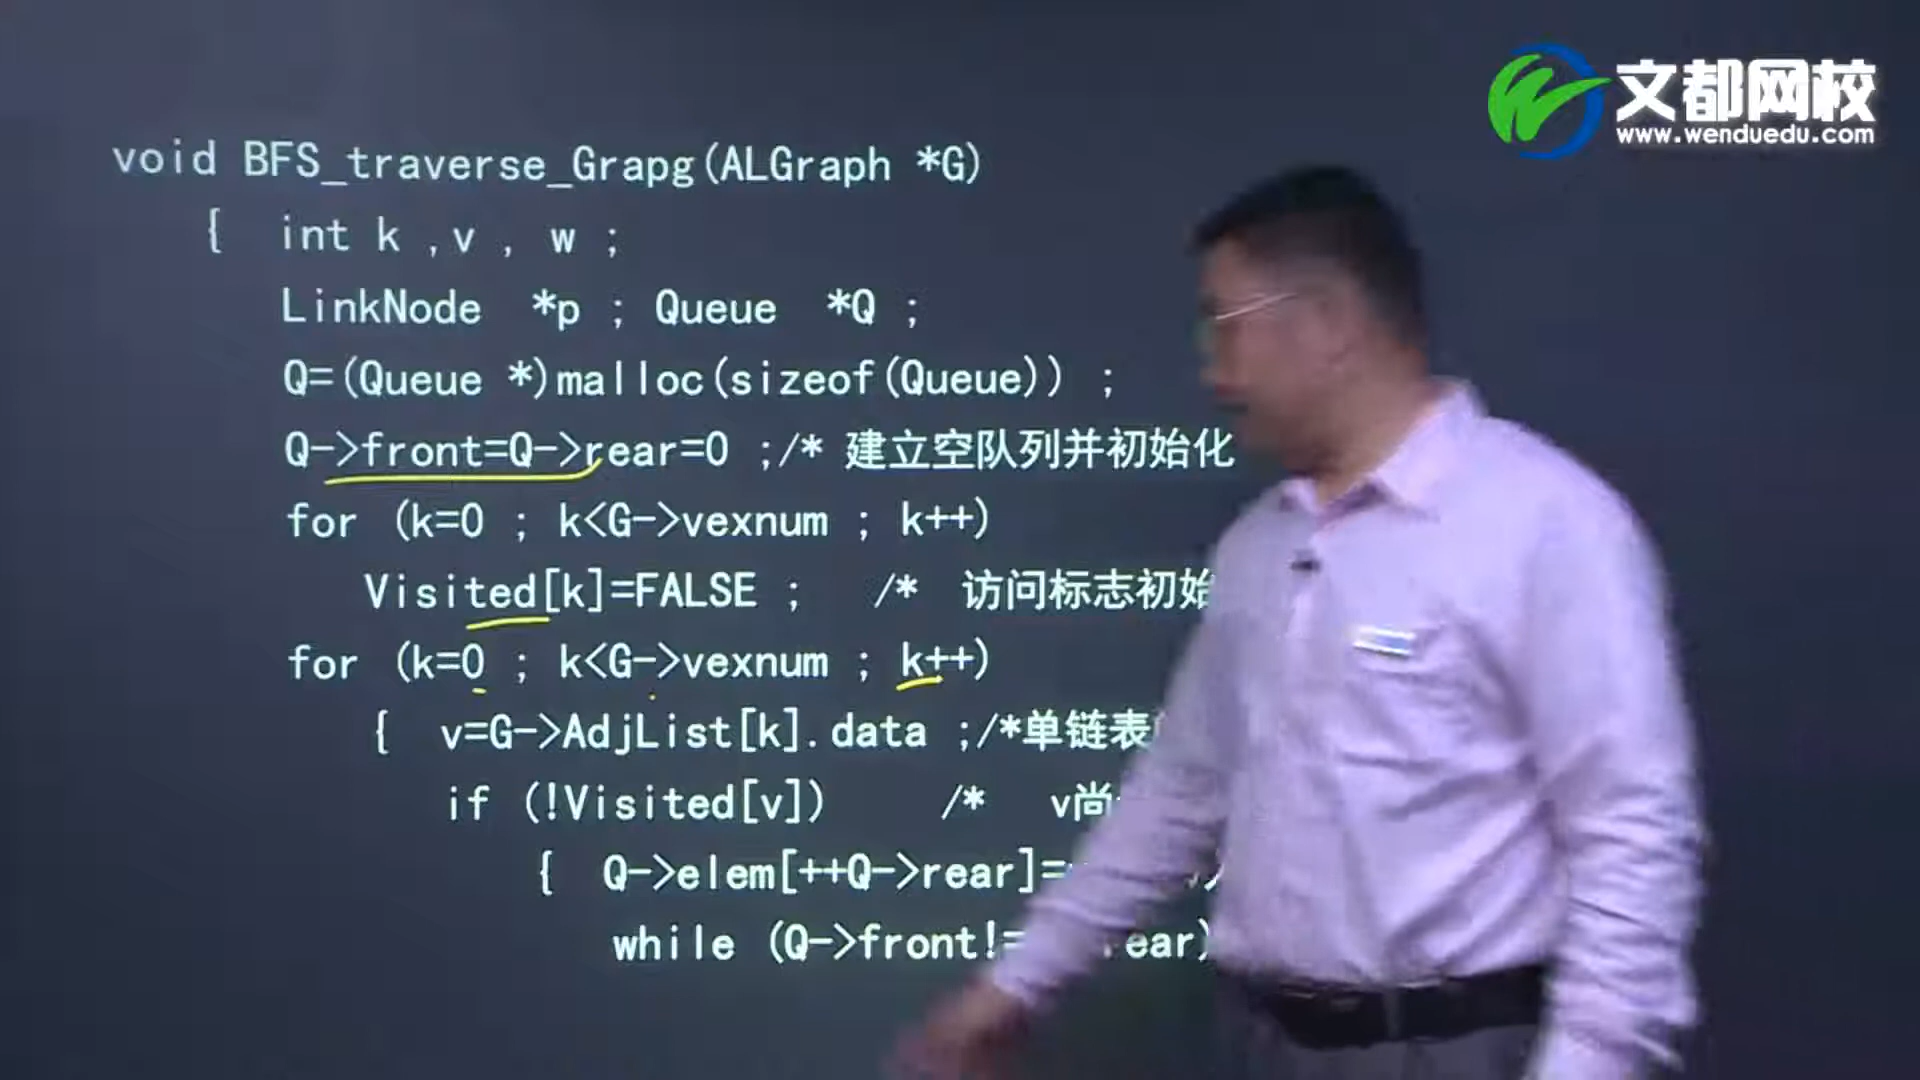 文都网校
www.wenduedu.com
void BFS_traverse_Grapg(ALGraph *G)
{ int k ,v , w ;
LinkNode *p ; Queue *Q ;
Q=(Queue *)malloc(sizeof(Queue)) ;
Q->front=Q->rear=0 ;/* 建立空队列并初始化
for (k=0 ; k<G->vexnum ; k++)
Visited[k]=FALSE ; /* 访问标志初始
for (k=0 ; k<G->vexnum ; k++)
{ v=G->AdjList[k].data ;/*单链表
if (!Visited[v]) /* v尚
{ Q->elem[++Q->rear]=
while (Q->front!= rear)